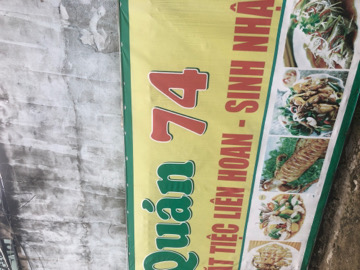 Quán 74
TIỆC LIÊN HOAN - SINH